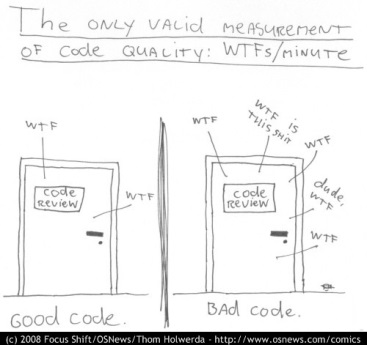 The only valid measurement
of code quality: WTFs/minute
WTF
code
review
WTF
Good code.
WTF
WTF is
this shit
WTF
code
review
dude,
WTF
WTF
Bad code.
(c) 2008 Focus Shift/OSNews/Thom Holwerda - http://www.osnews.com/comics